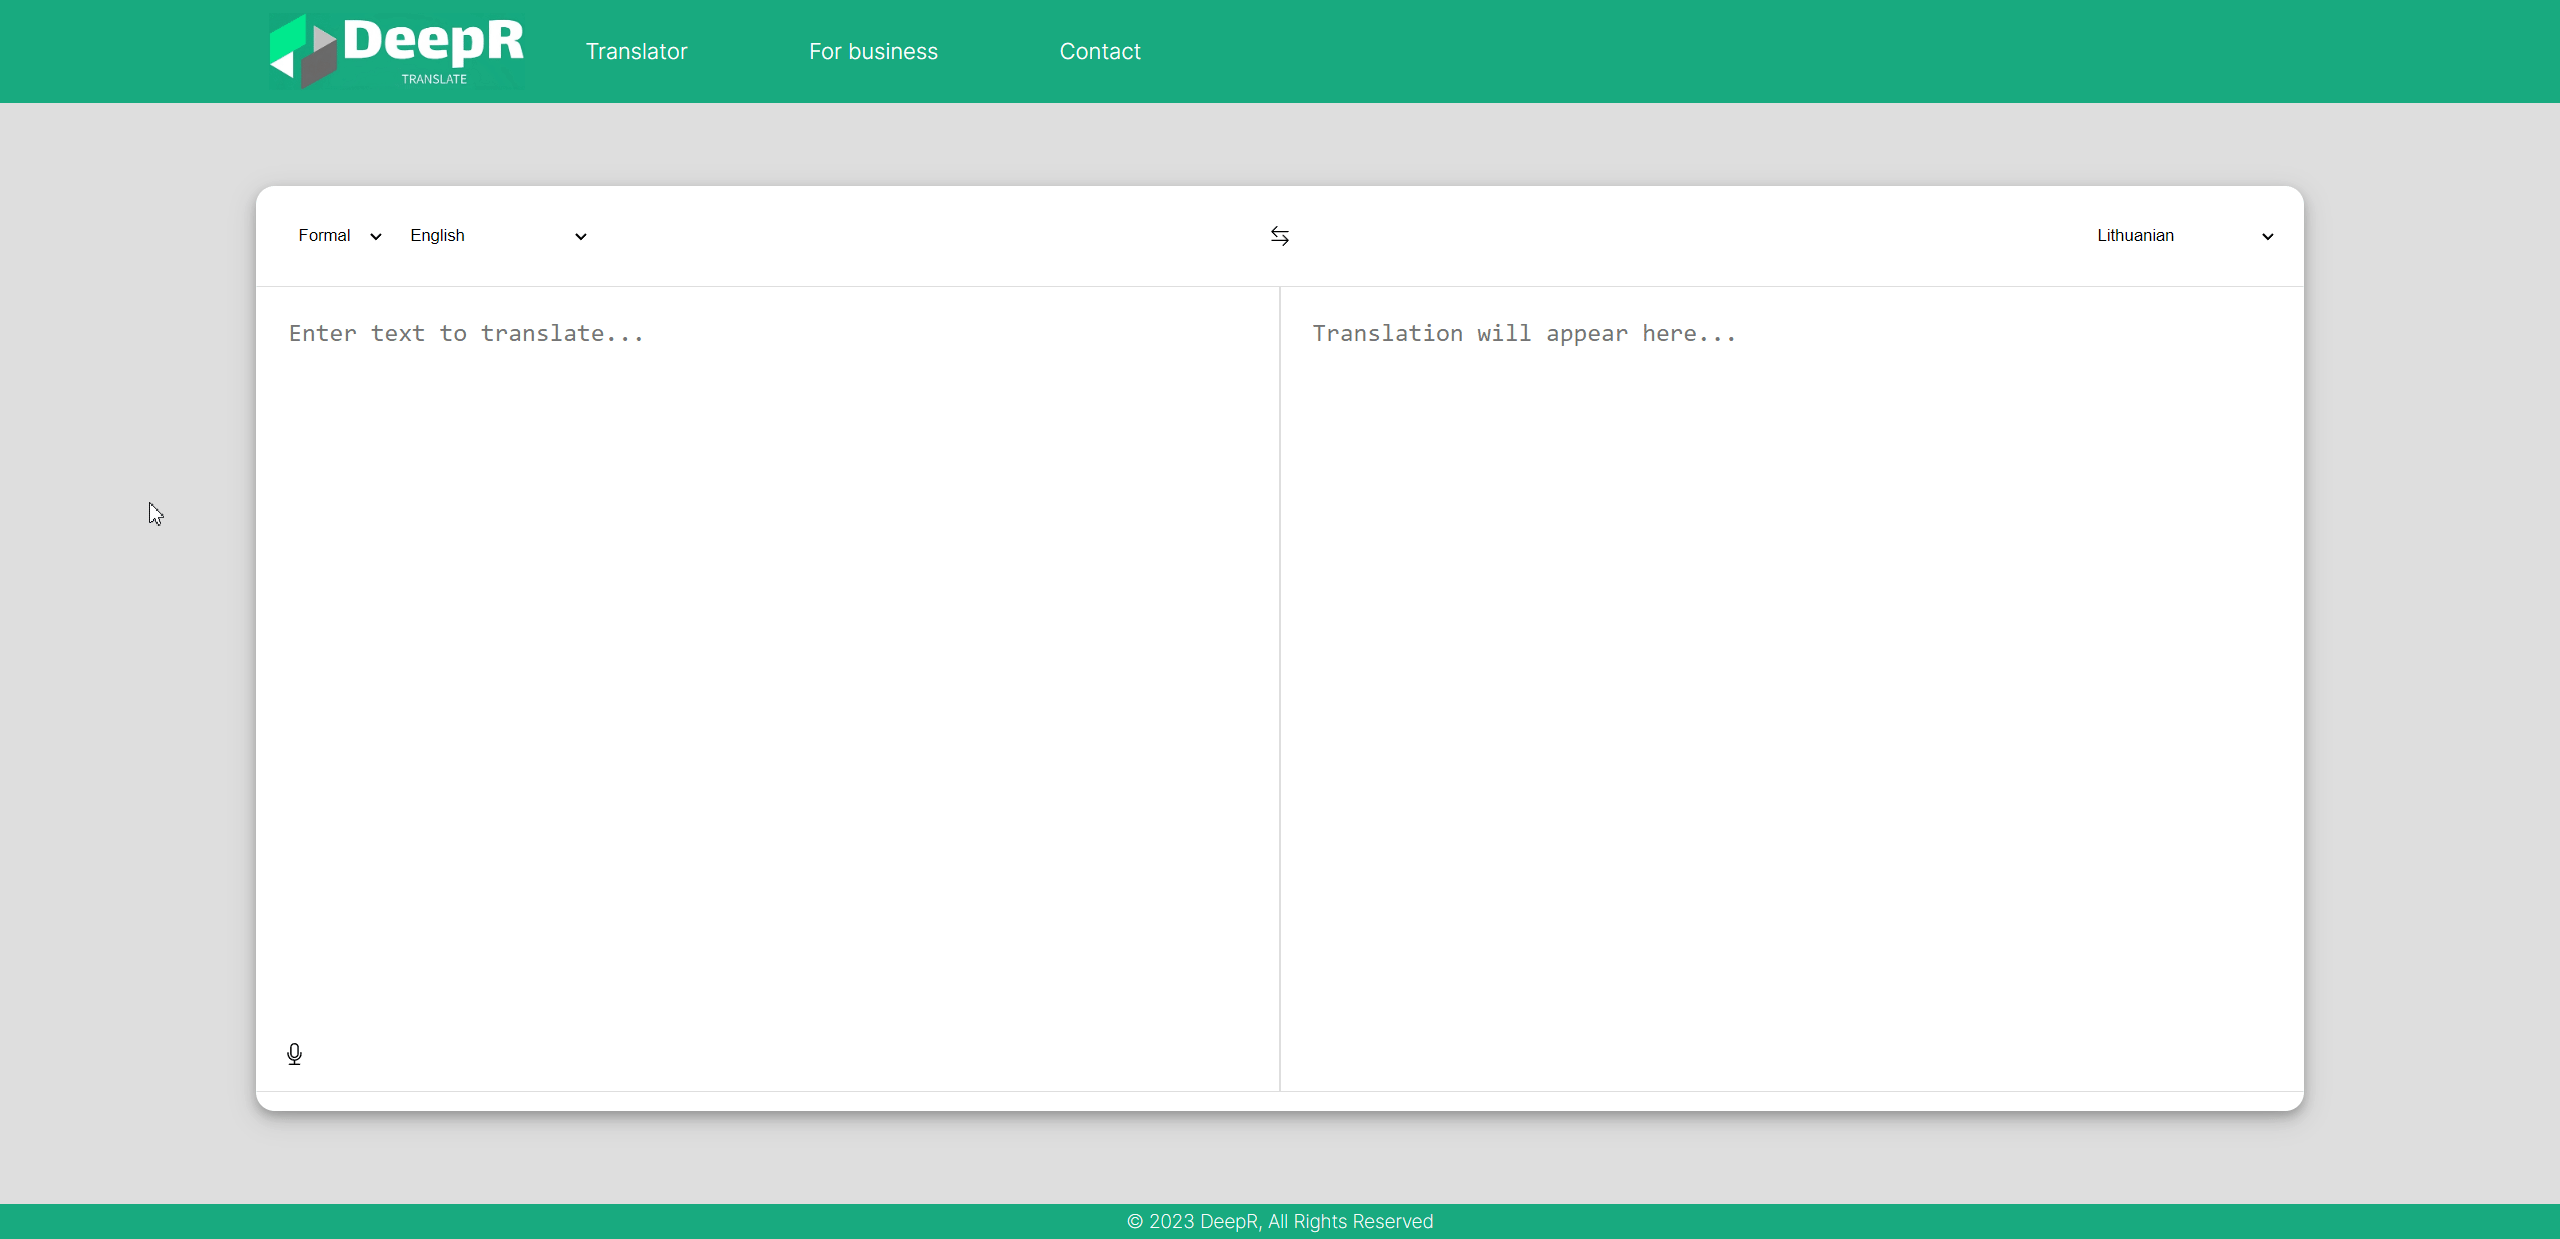 DeepR
TRANSLATE
Translator
For business
Contact
Formal
English
Lithuanian
Enter text to translate...
Translation will appear here...
© 2023 DeepR, All Rights Reserved